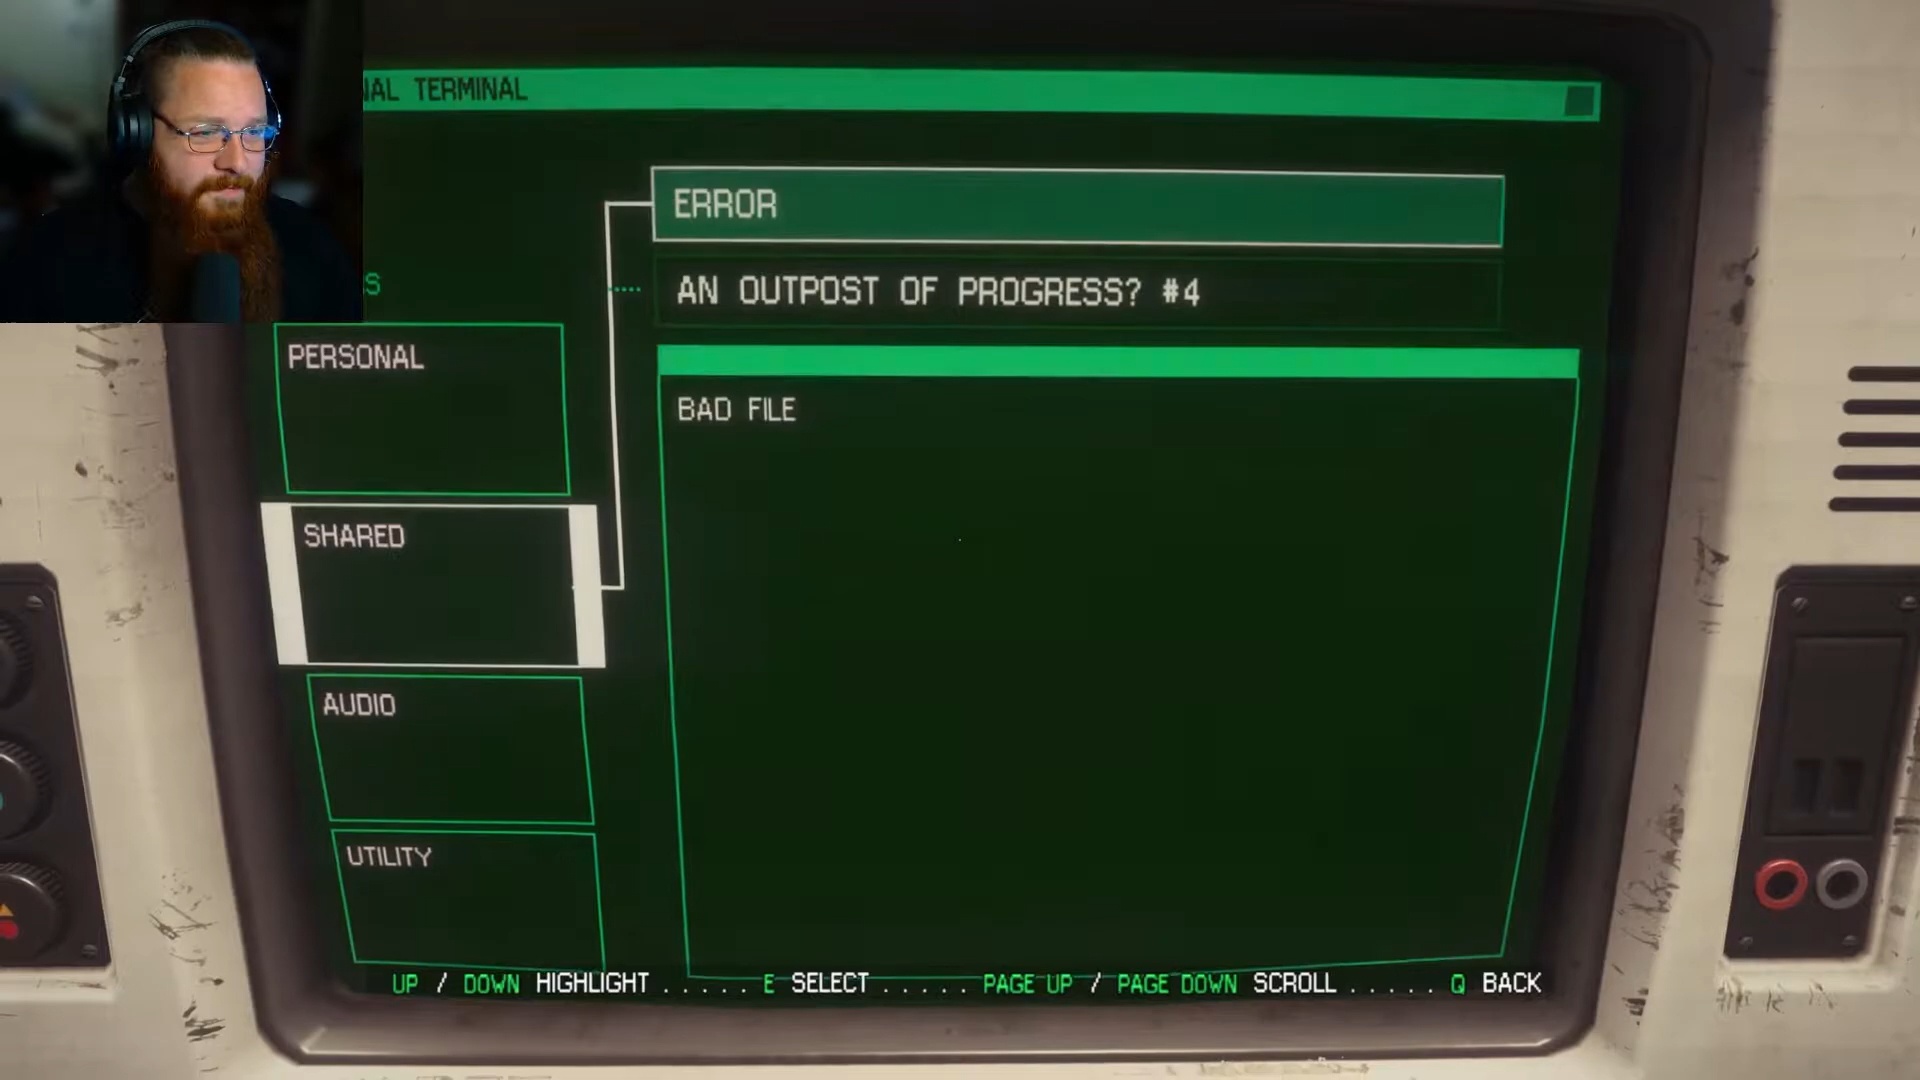 TERMINAL
ERROR
AN OUTPOST OF PROGRESS? #4
PERSONAL
BAD FILE
SHARED
AUDIO
UTILITY
UP / DOWN HIGHLIGHT ..... E SELECT ..... PAGE UP / PAGE DOWN SCROLL ..... Q BACK